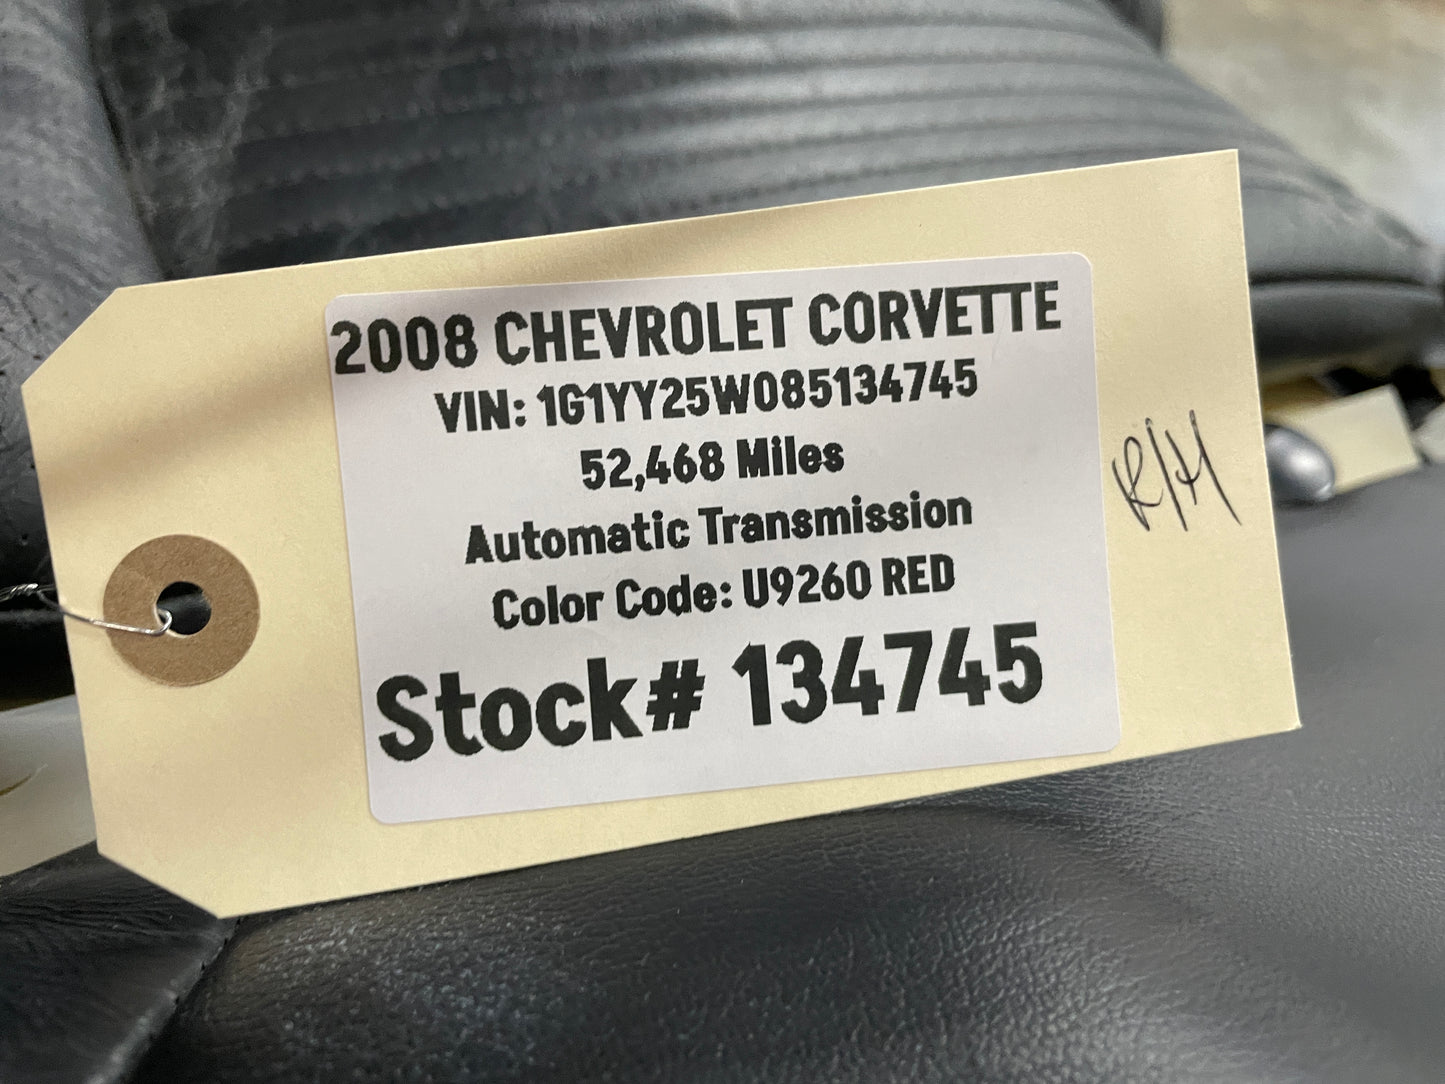 2008 CHEVROLET CORVETTE
VIN: 1G1YY25W085134745
52,468 Miles
Automatic Transmission
Color Code: U9260 RED
Stock# 134745
R/H